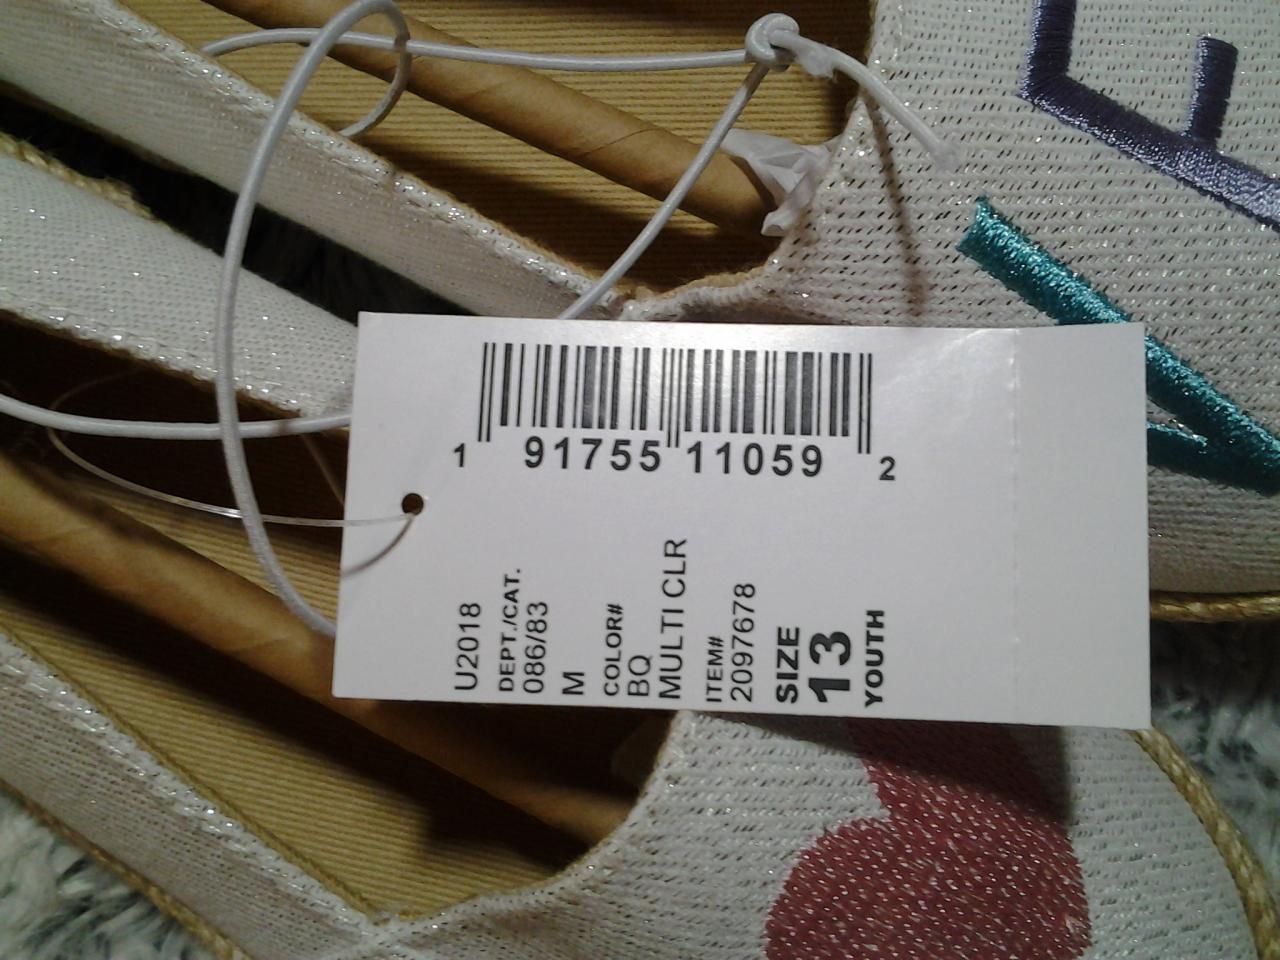 1 91755 11059 2
U2018
DEPT./CAT.
086/83
M
COLOR#
BQ
MULTI CLR
ITEM#
2097678
SIZE
13
YOUTH